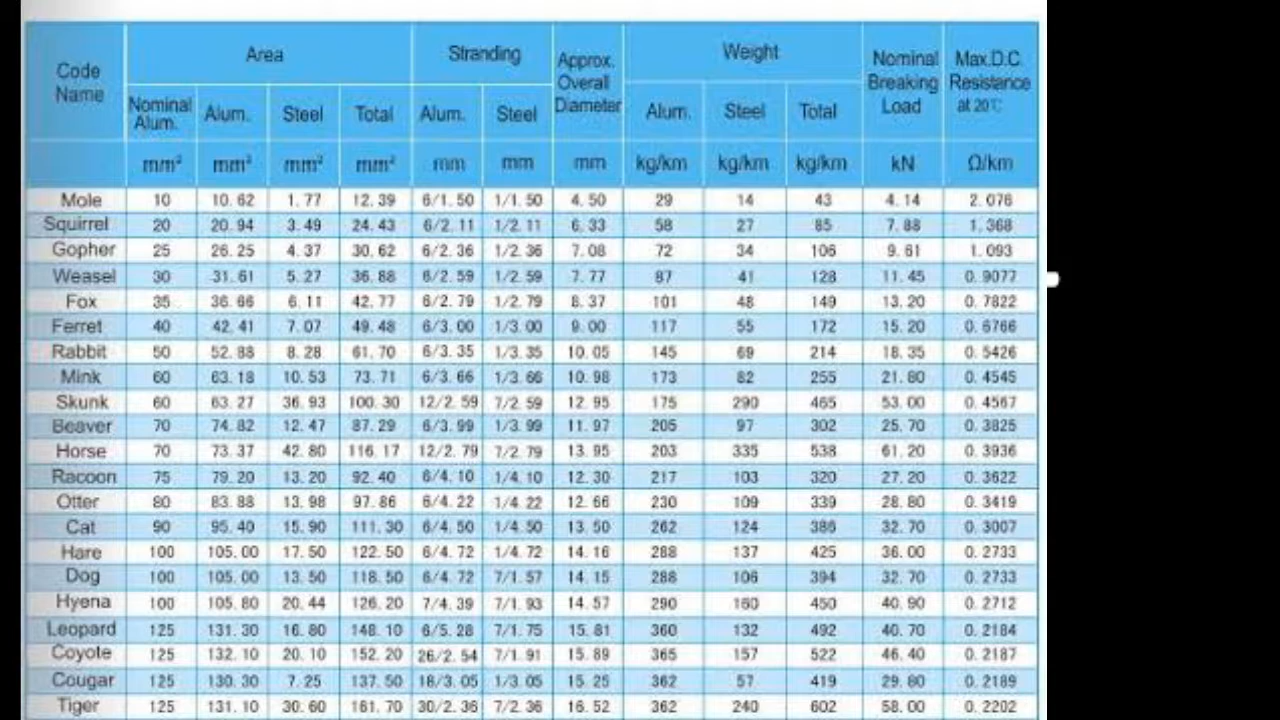 Code Name Area Stranding Approx. Overall Diameter Weight Nominal Breaking Load Max.D.C. Resistance at 20℃
Nominal Alum. Alum. Steel Total Alum. Steel Alum. Steel Total
mm² mm² mm² mm² mm mm mm kg/km kg/km kg/km kN Ω/km
Mole 10 10.62 1.77 12.39 6/1.50 1/1.50 4.50 29 14 43 4.14 2.076
Squirrel 20 20.94 3.49 24.43 6/2.11 1/2.11 6.33 58 27 85 7.88 1.368
Gopher 25 26.25 4.37 30.62 6/2.36 1/2.36 7.08 72 34 106 9.61 1.093
Weasel 30 31.61 5.27 36.88 6/2.59 1/2.59 7.77 87 41 128 11.45 0.9077
Fox 35 36.66 6.11 42.77 6/2.79 1/2.79 8.37 101 48 149 13.20 0.7822
Ferret 40 42.41 7.07 49.48 6/3.00 1/3.00 9.00 117 55 172 15.20 0.6766
Rabbit 50 52.88 8.28 61.70 6/3.35 1/3.35 10.05 145 69 214 18.35 0.5426
Mink 60 63.18 10.53 73.71 6/3.66 1/3.66 10.98 173 82 255 21.80 0.4545
Skunk 60 63.27 36.93 100.30 12/2.59 7/2.59 12.95 175 290 465 53.00 0.4567
Beaver 70 74.82 12.47 87.29 6/3.99 1/3.99 11.97 205 97 302 25.70 0.3825
Horse 70 73.37 42.80 116.17 12/2.79 7/2.79 13.95 203 335 538 61.20 0.3936
Racoon 75 79.20 13.20 92.40 6/4.10 1/4.10 12.30 217 103 320 27.20 0.3622
Otter 80 83.88 13.98 97.86 6/4.22 1/4.22 12.66 230 109 339 28.80 0.3419
Cat 90 95.40 15.90 111.30 6/4.50 1/4.50 13.50 262 124 386 32.70 0.3007
Hare 100 105.00 17.50 122.50 6/4.72 1/4.72 14.16 288 137 425 36.00 0.2733
Dog 100 105.00 13.50 118.50 6/4.72 7/1.57 14.15 288 106 394 32.70 0.2733
Hyena 100 105.80 20.44 126.20 7/4.39 7/1.93 14.57 290 160 450 40.90 0.2712
Leopard 125 131.30 16.80 148.10 6/5.28 7/1.75 15.81 360 132 492 40.70 0.2184
Coyote 125 132.10 20.10 152.20 26/2.54 7/1.91 15.89 365 157 522 46.40 0.2187
Cougar 125 130.30 7.25 137.50 18/3.05 1/3.05 15.25 362 57 419 29.80 0.2189
Tiger 125 131.10 30.60 161.70 30/2.36 7/2.36 16.52 362 240 602 58.00 0.2202